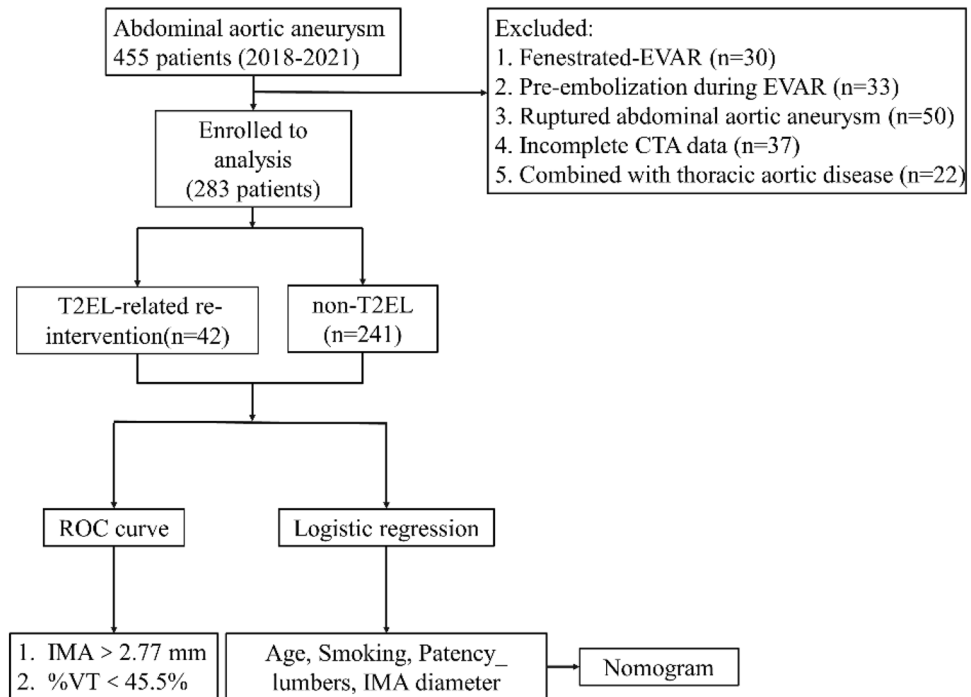 Abdominal aortic aneurysm
455 patients (2018-2021)
Excluded:
1. Fenestrated-EVAR (n=30)
2. Pre-embolization during EVAR (n=33)
3. Ruptured abdominal aortic aneurysm (n=50)
4. Incomplete CTA data (n=37)
5. Combined with thoracic aortic disease (n=22)
Enrolled to
analysis
(283 patients)
T2EL-related re-
intervention(n=42)
non-T2EL
(n=241)
ROC curve
Logistic regression
1. IMA > 2.77 mm
2. %VT < 45.5%
Age, Smoking, Patency_
lumbers, IMA diameter
Nomogram